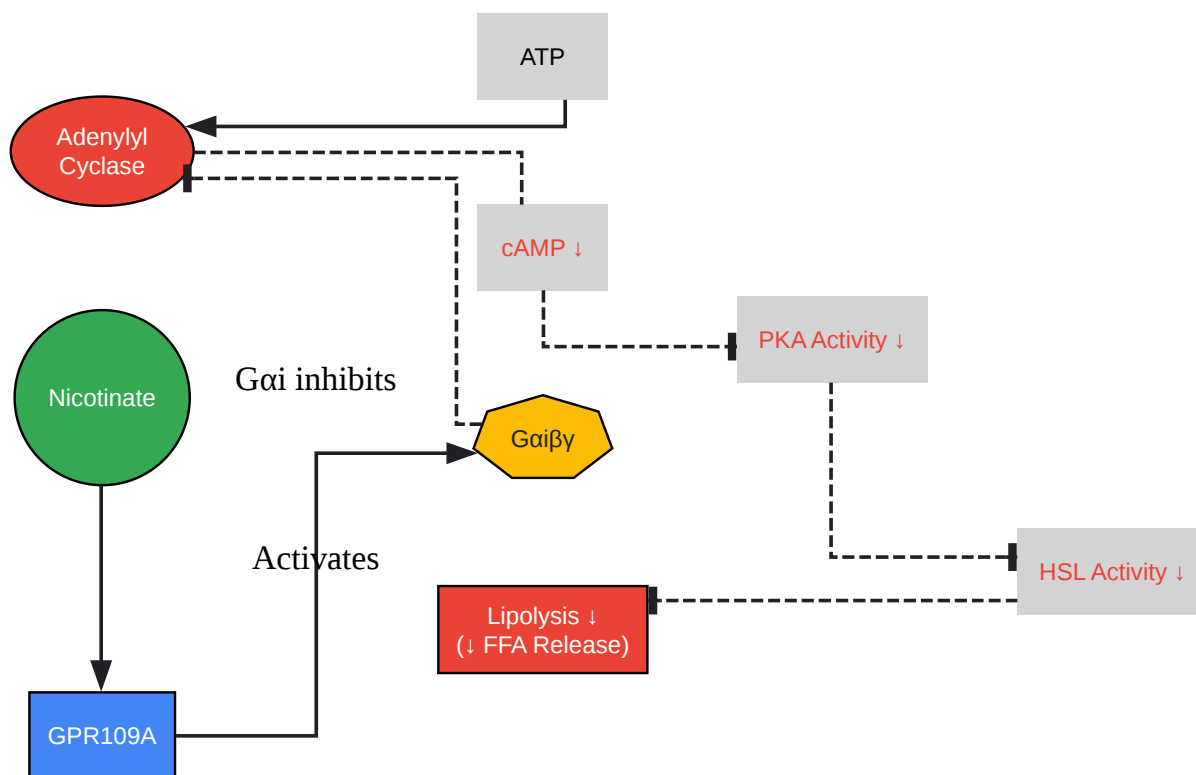 ATP
Adenylyl
Cyclase
cAMP ↓
PKA Activity ↓
Nicotinate
Gαi inhibits
Gαiβγ
Activates
HSL Activity ↓
Lipolysis ↓
(↓ FFA Release)
GPR109A